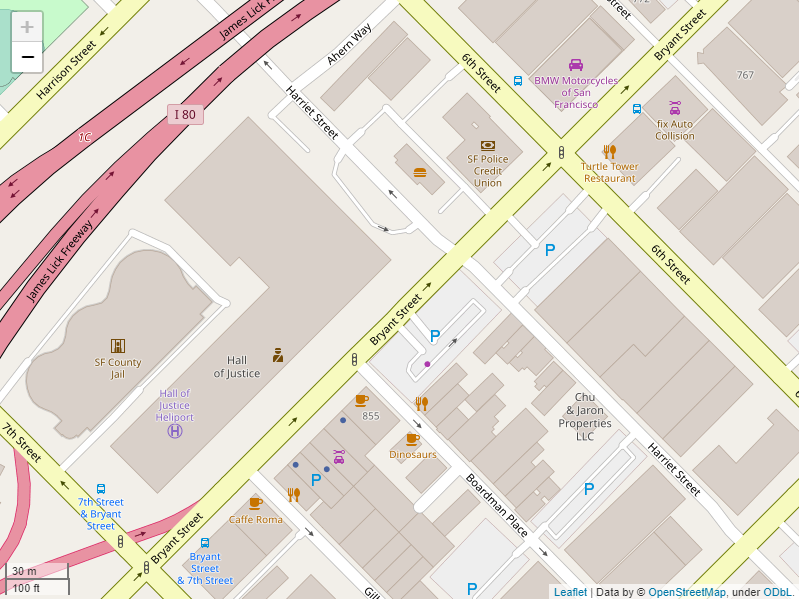 +
−
Harrison Street
James Lick F
Ahern Way
Street
772
Bryant Street
6th Street
BMW Motorcycles
of San
Francisco
767
I 80
1C
Harriet Street
fix Auto
Collision
SF Police
Credit
Union
Turtle Tower
Restaurant
James Lick Freeway
P
6th Street
Bryant Street
P
SF County
Jail
Hall
of Justice
Hall of
Justice
Heliport
H
855
Chu
& Jaron
Properties
LLC
7th Street
Dinosaurs
Harriet Street
P
P
7th Street
& Bryant
Street
Caffe Roma
Boardman Place
Bryant Street
Bryant
Street
& 7th Street
P
Gil
30 m
100 ft
Leaflet | Data by © OpenStreetMap, under ODbL.